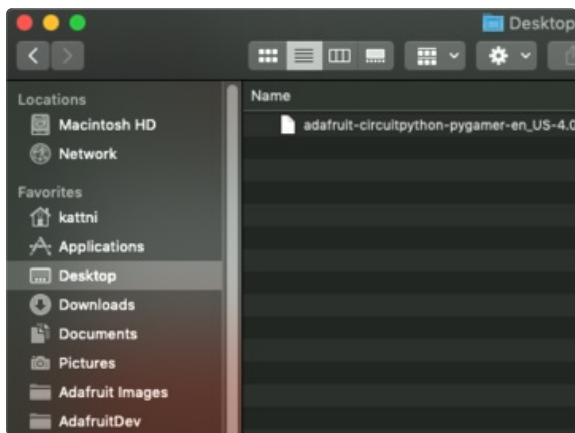 Desktop
Locations
Macintosh HD
Network
Favorites
kattni
Applications
Desktop
Downloads
Documents
Pictures
Adafruit Images
AdafruitDev
Name
adafruit-circuitpython-pygamer-en_US-4.0